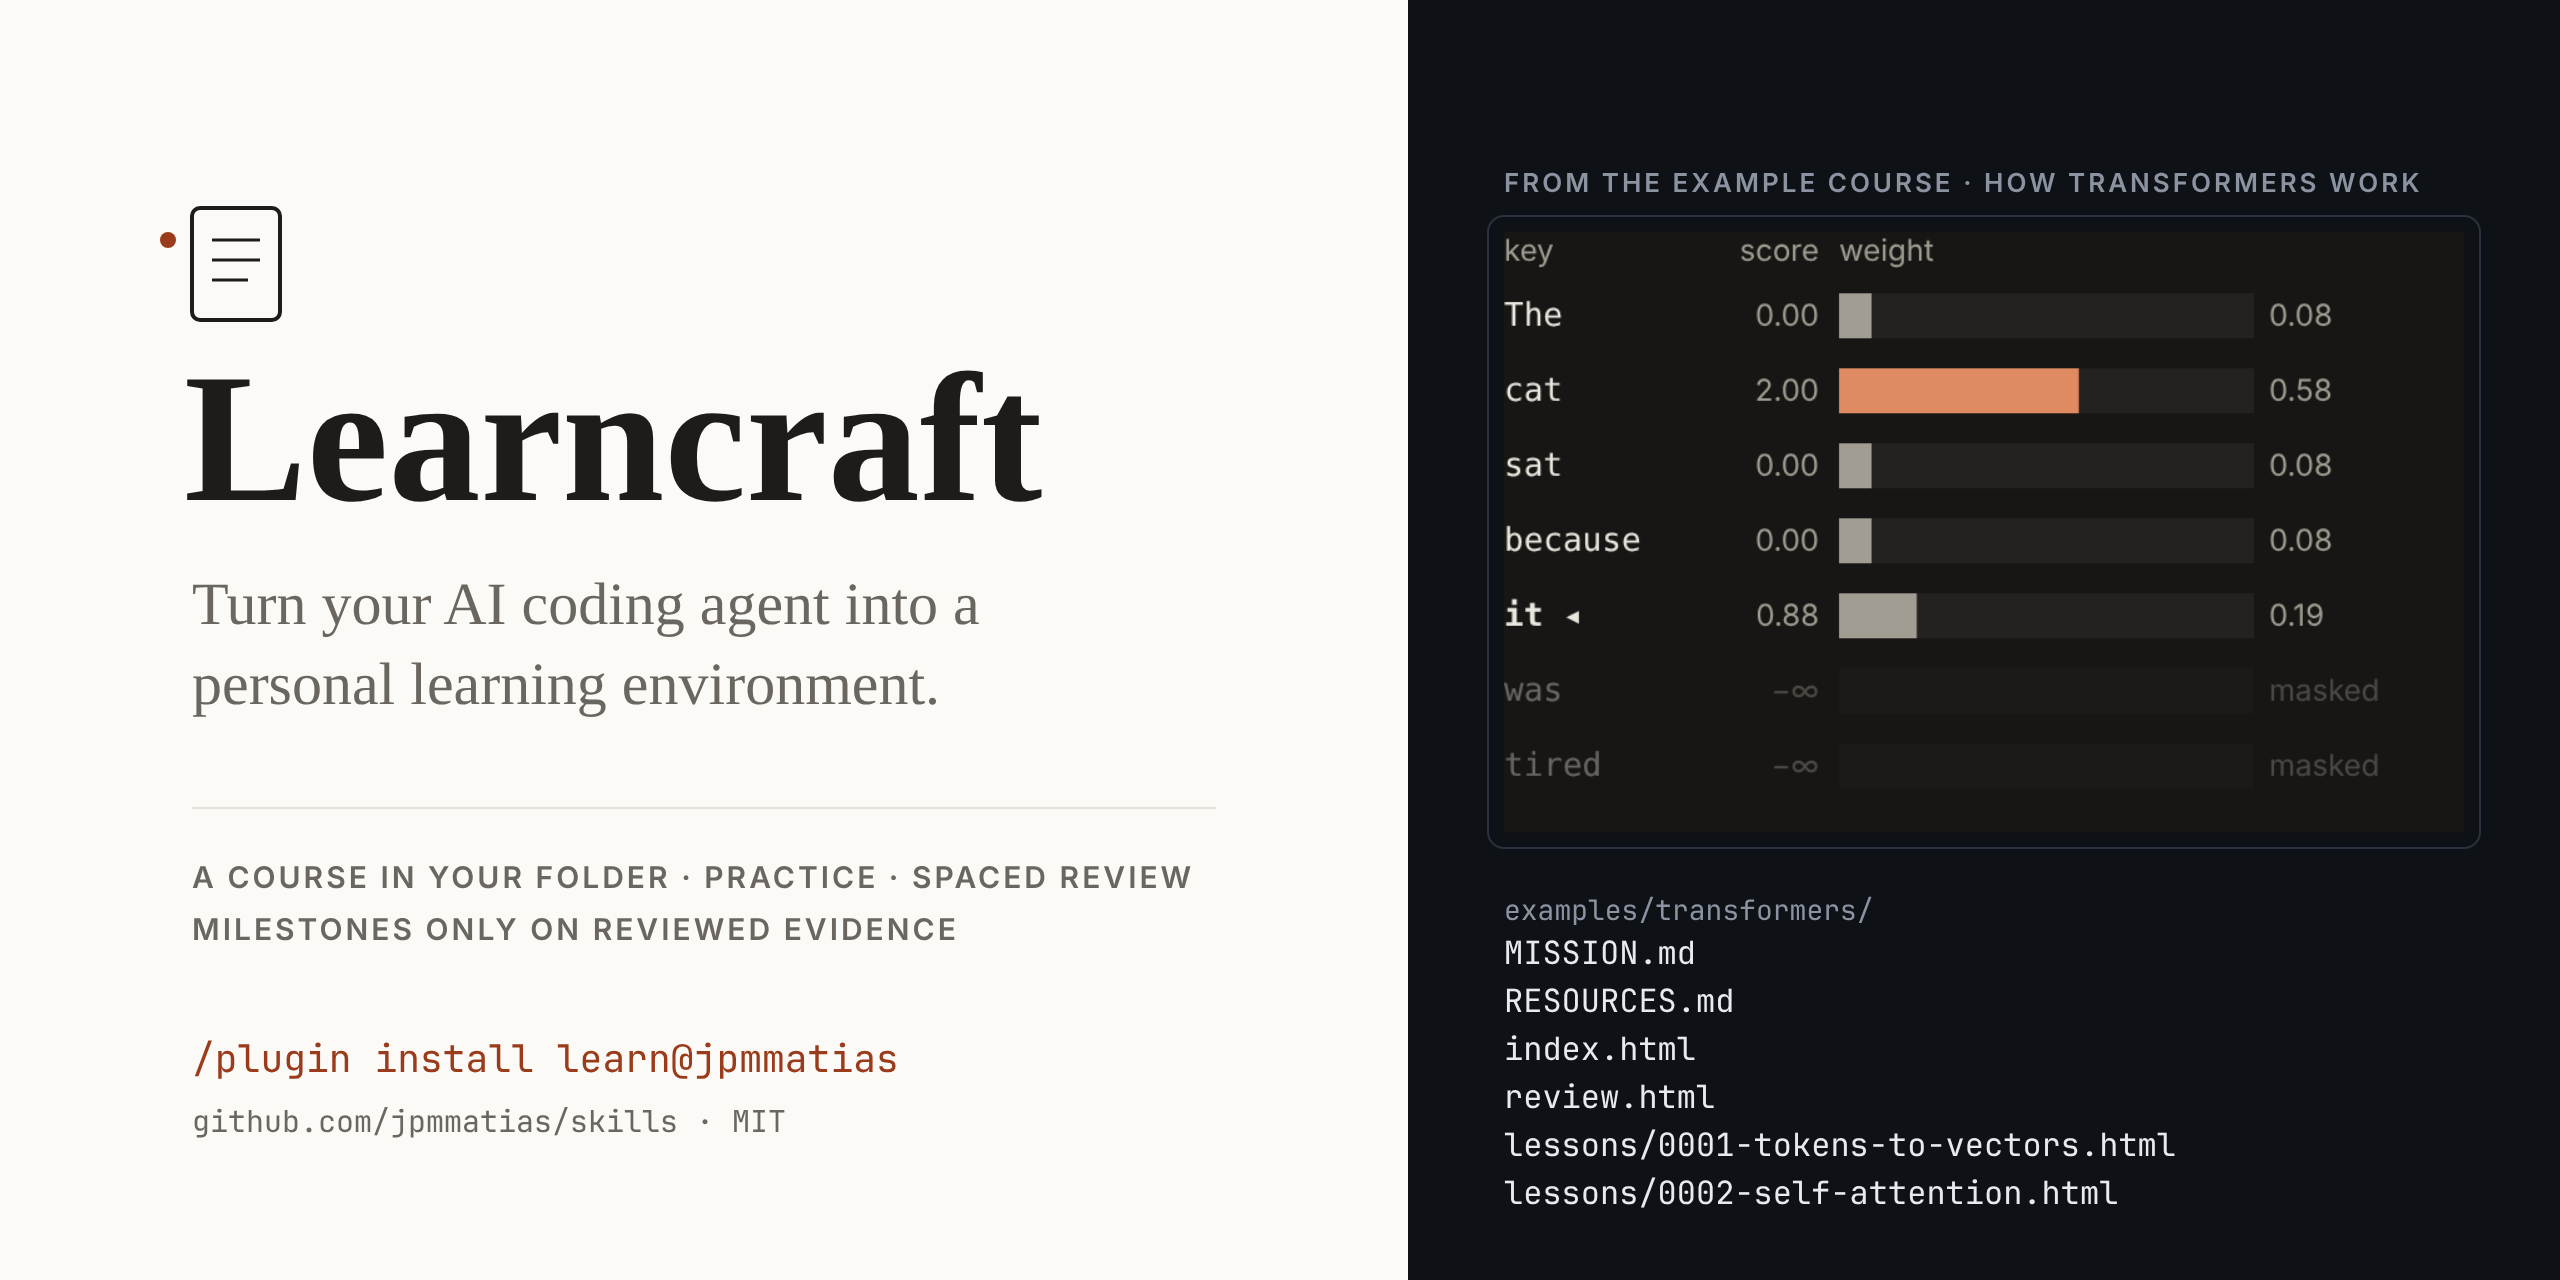 Learncraft
Turn your AI coding agent into a
personal learning environment.
A COURSE IN YOUR FOLDER · PRACTICE · SPACED REVIEW
MILESTONES ONLY ON REVIEWED EVIDENCE
/plugin install learn@jpmmatias
github.com/jpmmatias/skills · MIT
FROM THE EXAMPLE COURSE · HOW TRANSFORMERS WORK
key score weight
The 0.00 0.08
cat 2.00 0.58
sat 0.00 0.08
because 0.00 0.08
it ◂ 0.88 0.19
was −∞ masked
tired −∞ masked
examples/transformers/
MISSION.md
RESOURCES.md
index.html
review.html
lessons/0001-tokens-to-vectors.html
lessons/0002-self-attention.html